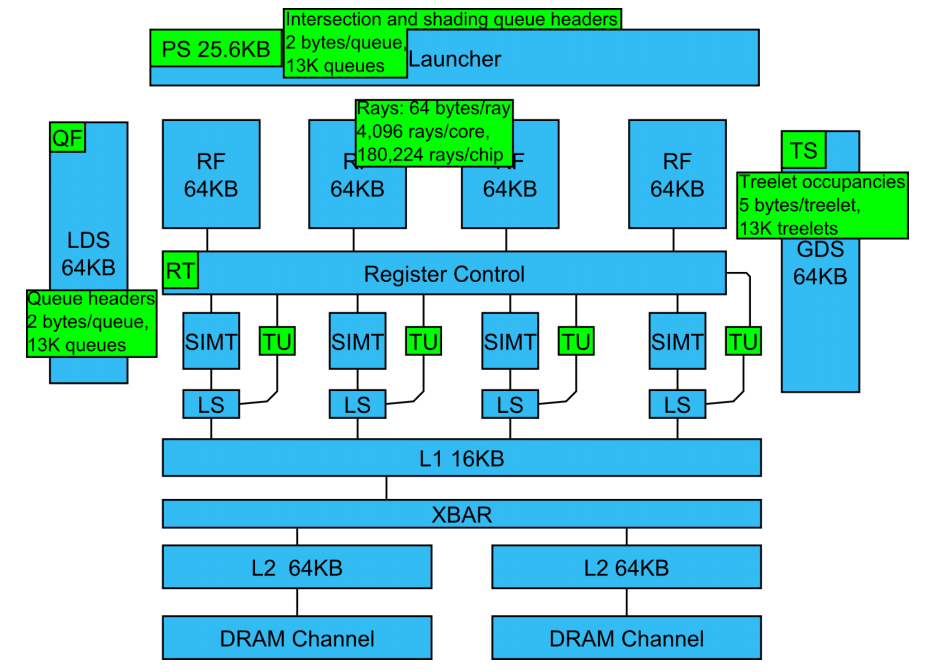 Intersection and shading queue headers
2 bytes/queue,
13K queues
PS 25.6KB
Launcher
Rays: 64 bytes/ray
4,096 rays/core,
180,224 rays/chip
QF
LDS
64KB
Queue headers
2 bytes/queue,
13K queues
RF
64KB
RF
64KB
RF
64KB
RF
64KB
TS
Treelet occupancies
5 bytes/treelet,
13K treelets
GDS
64KB
RT
Register Control
SIMT TU SIMT TU SIMT TU SIMT TU
LS LS LS LS
L1 16KB
XBAR
L2 64KB L2 64KB
DRAM Channel DRAM Channel